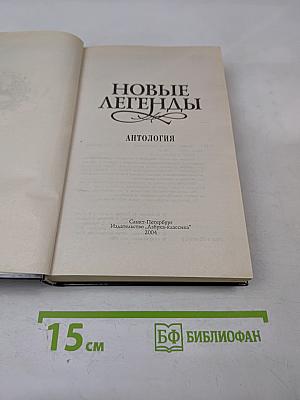 НОВЫЕ
ЛЕГЕНДЫ
АНТОЛОГИЯ
Санкт-Петербург
Издательство „Азбука-классика"
2004
15 см
БФ БИБЛИОФАН